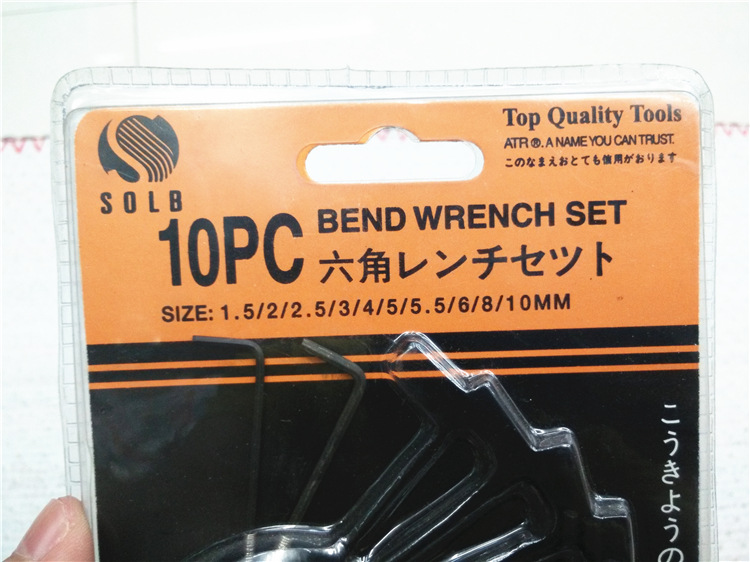 SOLB
Top Quality Tools
ATR ®. A NAME YOU CAN TRUST.
このなまえおとても信用がおります
10PC BEND WRENCH SET
六角レンチセツト
SIZE: 1.5/2/2.5/3/4/5/5.5/6/8/10MM
こうきようの